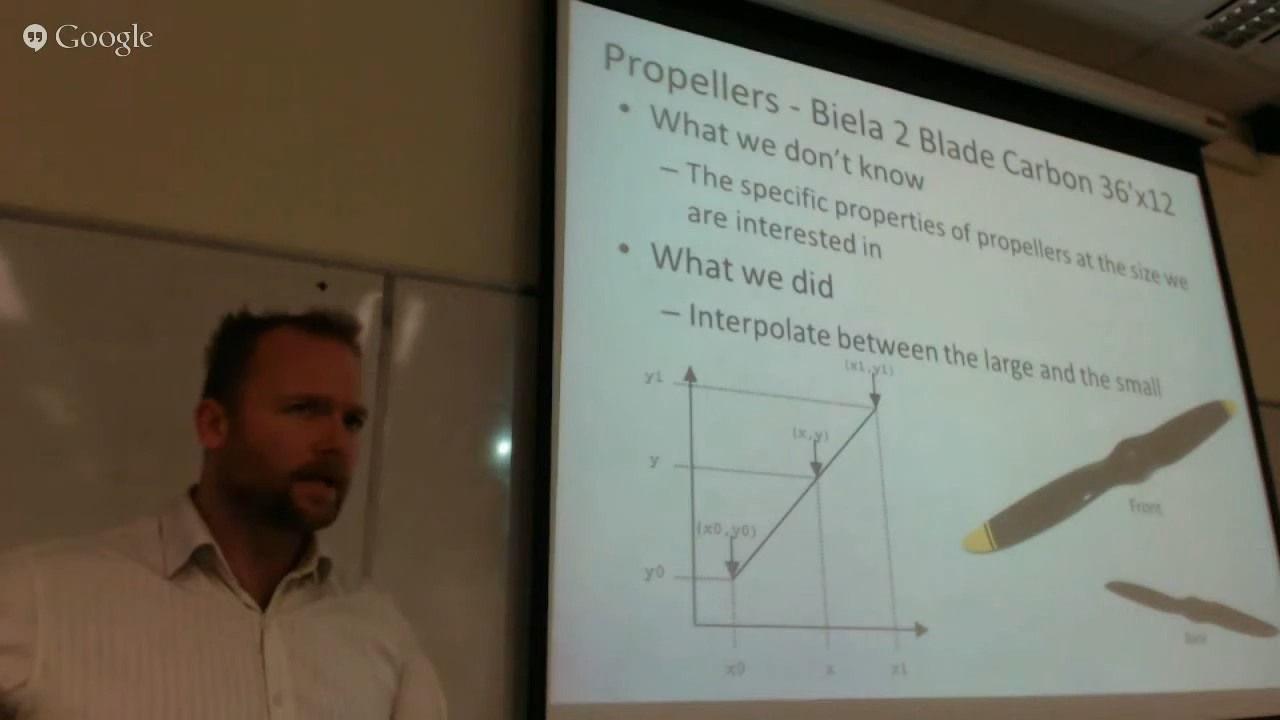 Google
Propellers - Biela 2 Blade Carbon 36'x12
• What we don't know
– The specific properties of propellers at the size we
are interested in
• What we did
– Interpolate between the large and the small
y1
(x1,y1)
(x,y)
y
(x0,y0)
y0
x0
x
x1
Front